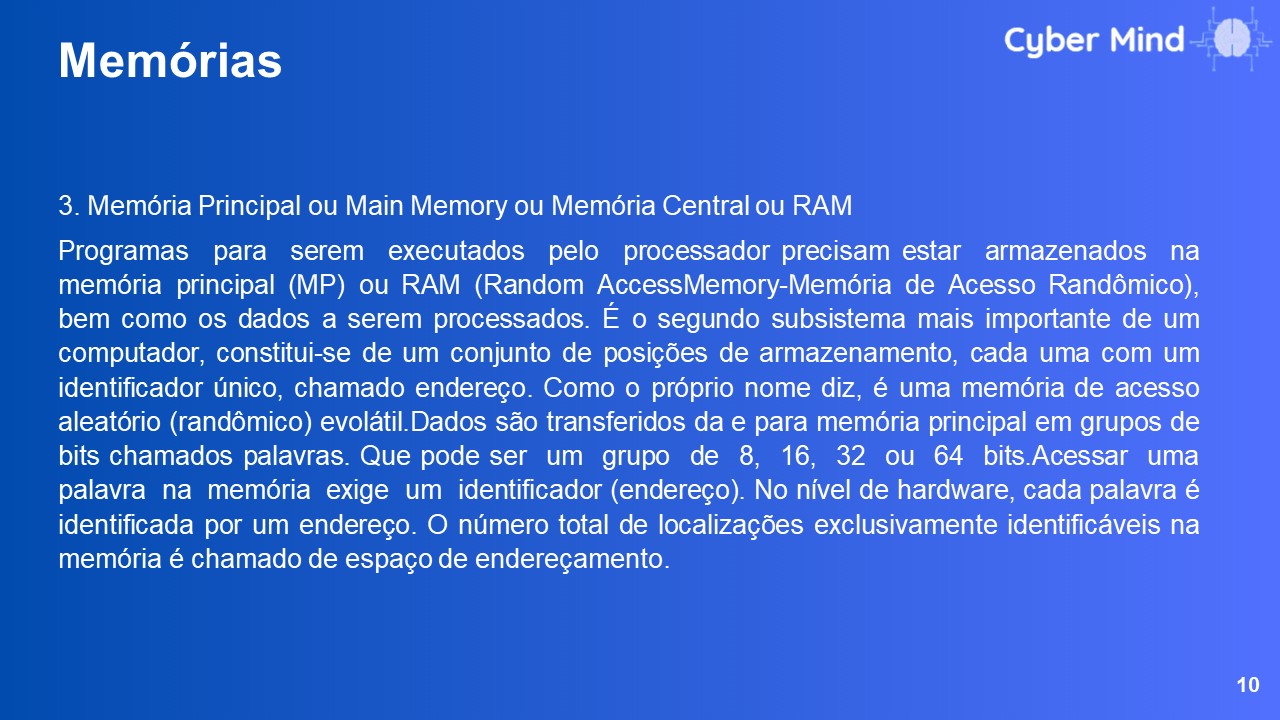 Memórias
Cyber Mind
3. Memória Principal ou Main Memory ou Memória Central ou RAM
Programas para serem executados pelo processador precisam estar armazenados na
memória principal (MP) ou RAM (Random AccessMemory-Memória de Acesso Randômico),
bem como os dados a serem processados. É o segundo subsistema mais importante de um
computador, constitui-se de um conjunto de posições de armazenamento, cada uma com um
identificador único, chamado endereço. Como o próprio nome diz, é uma memória de acesso
aleatório (randômico) evolátil.Dados são transferidos da e para memória principal em grupos de
bits chamados palavras. Que pode ser um grupo de 8, 16, 32 ou 64 bits.Acessar uma
palavra na memória exige um identificador (endereço). No nível de hardware, cada palavra é
identificada por um endereço. O número total de localizações exclusivamente identificáveis na
memória é chamado de espaço de endereçamento.
10